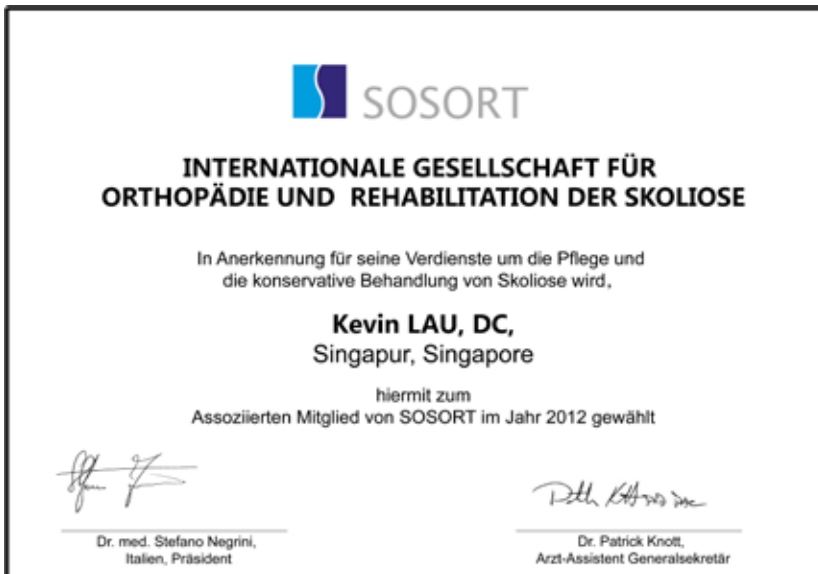 SOSORT
INTERNATIONALE GESELLSCHAFT FÜR
ORTHOPÄDIE UND REHABILITATION DER SKOLIOSE
In Anerkennung für seine Verdienste um die Pflege und
die konservative Behandlung von Skoliose wird,
Kevin LAU, DC,
Singapur, Singapore
hiermit zum
Assoziierten Mitglied von SOSORT im Jahr 2012 gewählt
Dr. med. Stefano Negrini,
Italien, Präsident
Dr. Patrick Knott,
Arzt-Assistent Generalsekretär